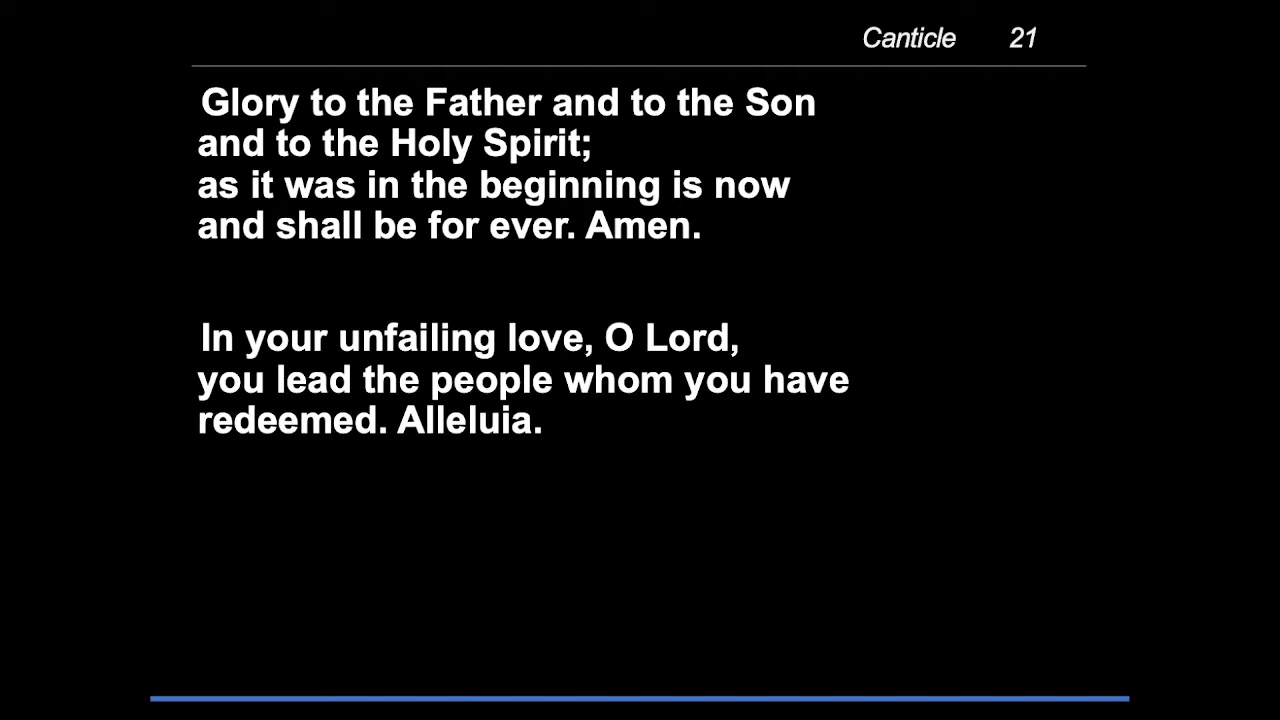 Canticle 21
Glory to the Father and to the Son
and to the Holy Spirit;
as it was in the beginning is now
and shall be for ever. Amen.
In your unfailing love, O Lord,
you lead the people whom you have
redeemed. Alleluia.